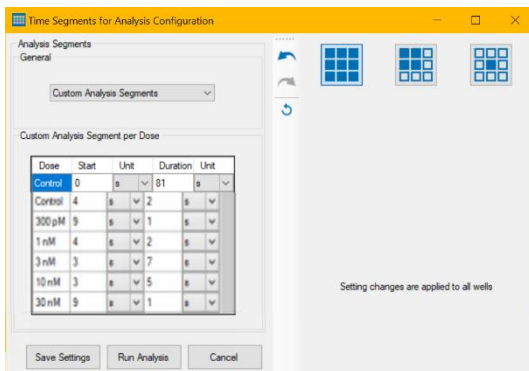 Time Segments for Analysis Configuration
Analysis Segments
General
Custom Analysis Segments
Custom Analysis Segment per Dose
Dose Start Unit Duration Unit
Control 0 s 81 s
Control 4 s 2 s
300 pM 9 s 1 s
1 nM 4 s 2 s
3 nM 3 s 7 s
10 nM 3 s 5 s
30 nM 9 s 1 s
Setting changes are applied to all wells
Save Settings Run Analysis Cancel